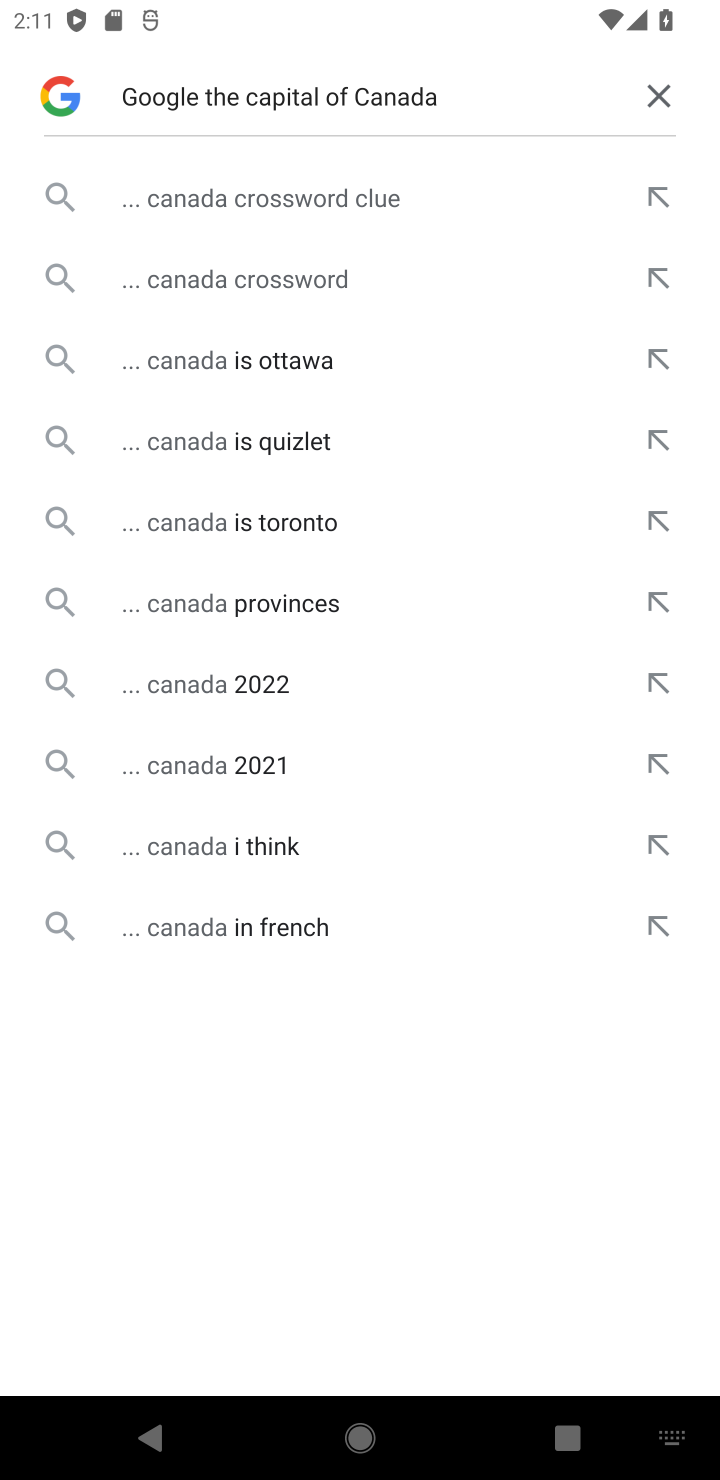 2:11
Google the capital of Canada
... canada crossword clue
... canada crossword
... canada is ottawa
... canada is quizlet
... canada is toronto
... canada provinces
... canada 2022
... canada 2021
... canada i think
... canada in french